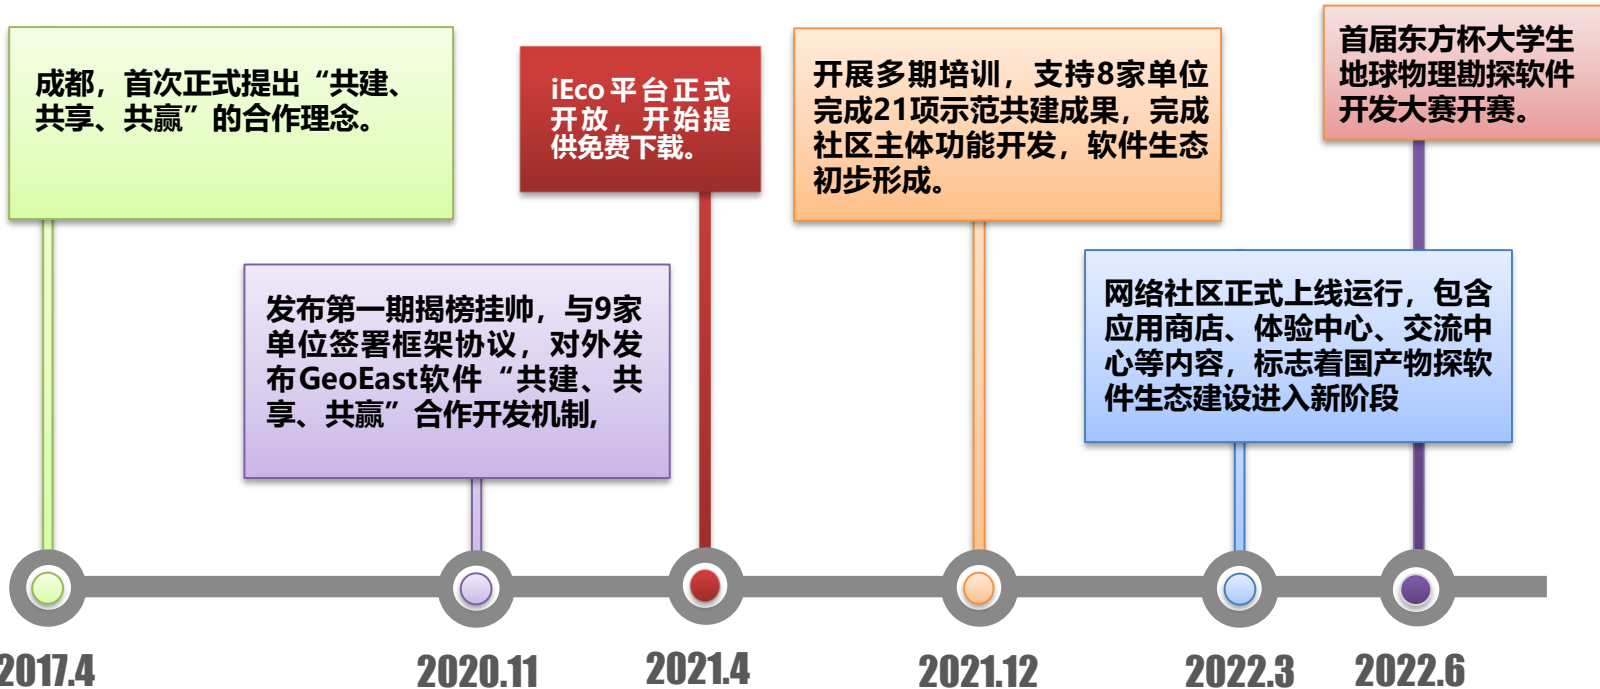 成都，首次正式提出“共建、
共享、共赢”的合作理念。
iEco平台正式
开放，开始提
供免费下载。
开展多期培训，支持8家单位
完成21项示范共建成果，完成
社区主体功能开发，软件生态
初步形成。
首届东方杯大学生
地球物理勘探软件
开发大赛开赛。
发布第一期揭榜挂帅，与9家
单位签署框架协议，对外发
布GeoEast软件“共建、共
享、共赢”合作开发机制,
网络社区正式上线运行，包含
应用商店、体验中心、交流中
心等内容，标志着国产物探软
件生态建设进入新阶段
2017.4
2020.11
2021.4
2021.12
2022.3
2022.6